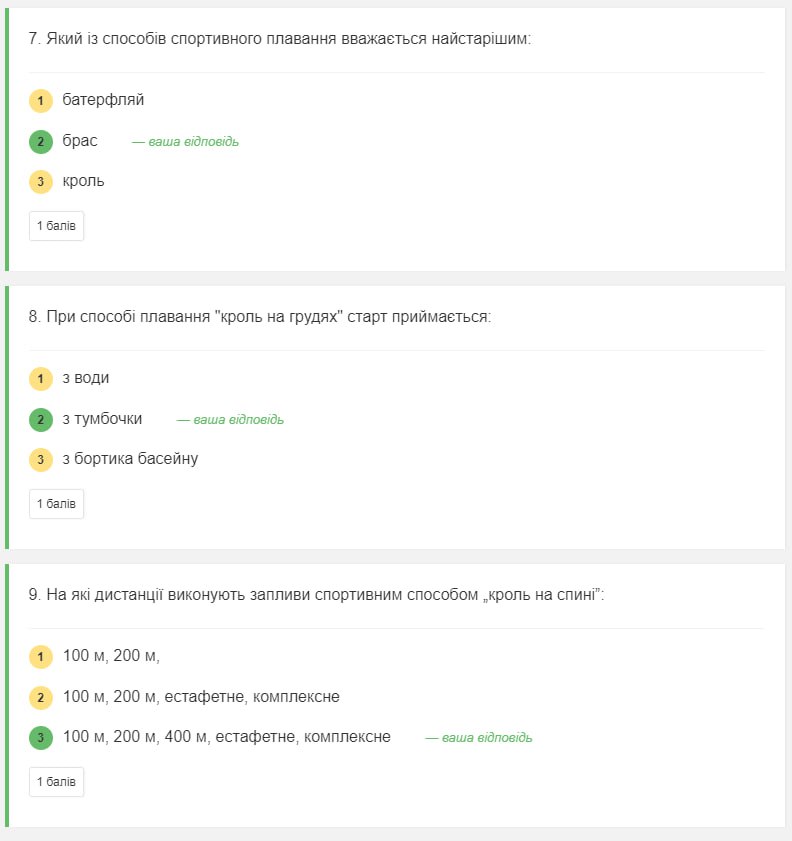 7. Який із способів спортивного плавання вважається найстарішим:
1 батерфляй
2 брас — ваша відповідь
3 кроль
1 балів
8. При способі плавання "кроль на грудях" старт приймається:
1 з води
2 з тумбочки — ваша відповідь
3 з бортика басейну
1 балів
9. На які дистанції виконують запливи спортивним способом „кроль на спині”:
1 100 м, 200 м,
2 100 м, 200 м, естафетне, комплексне
3 100 м, 200 м, 400 м, естафетне, комплексне — ваша відповідь
1 балів